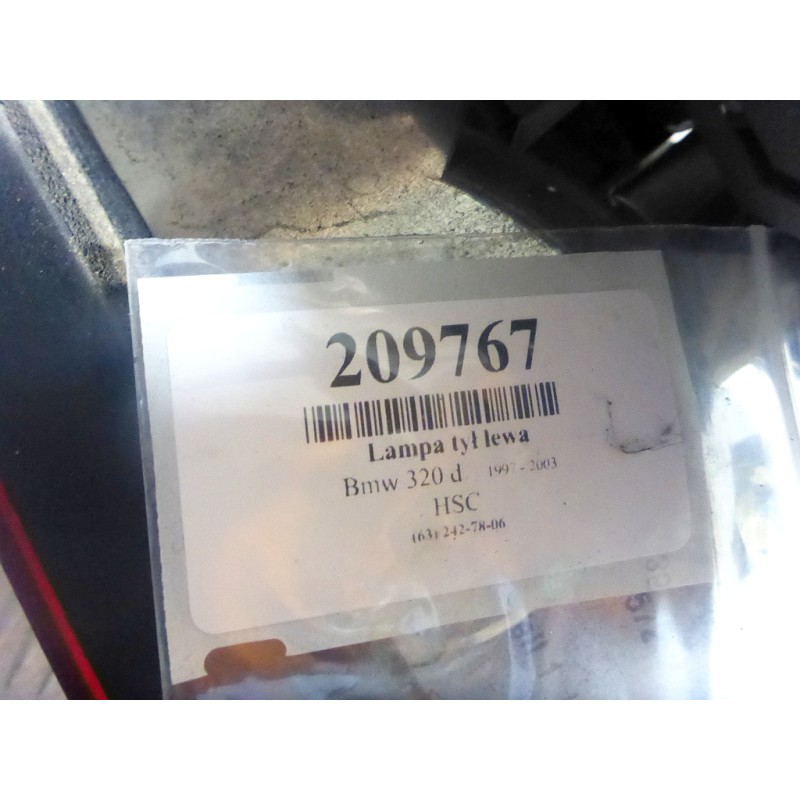 209767
Lampa tył lewa
Bmw 320 d 1997 - 2003
HSC
(63) 242-78-06